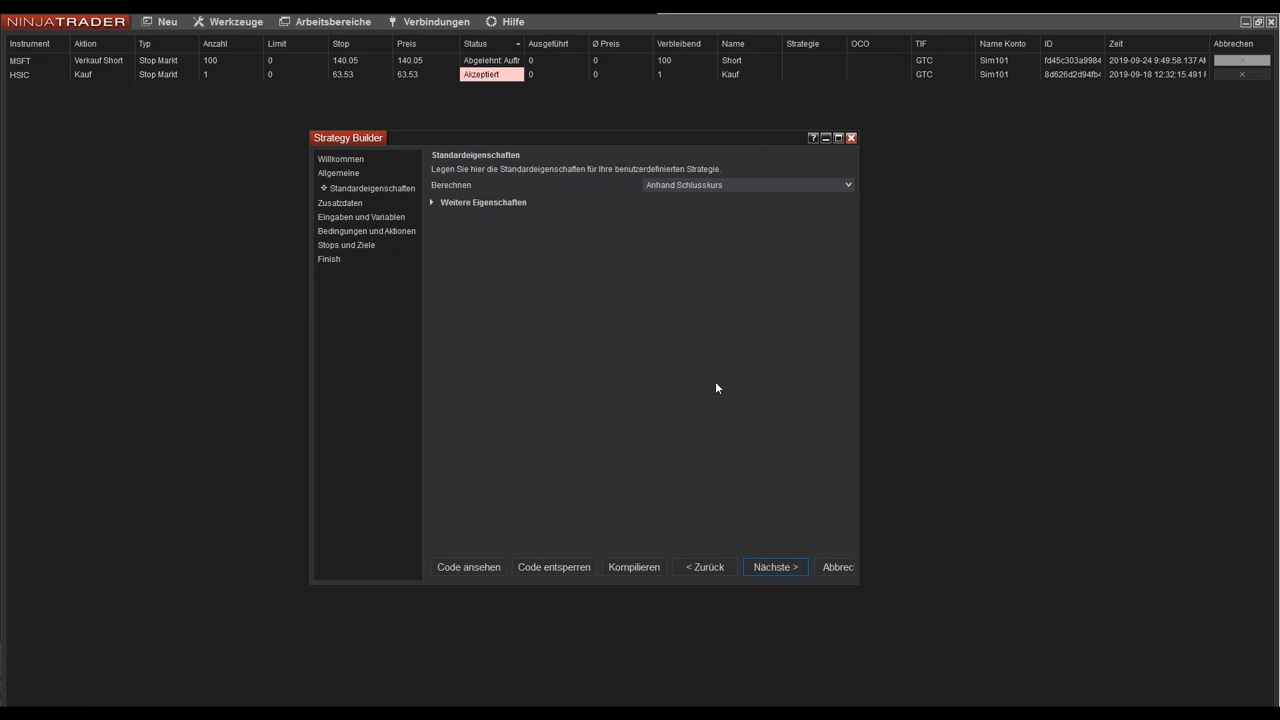 NINJATRADER Neu Werkzeuge Arbeitsbereiche Verbindungen Hilfe
Instrument Aktion Typ Anzahl Limit Stop Preis Status Ausgeführt Ø Preis Verbleibend Name Strategie OCO TIF Name Konto ID Zeit Abbrechen
MSFT Verkauf Short Stop Markt 100 0 140.05 140.05 Abgelehnt: Auftr 0 0 100 Short GTC Sim101 fd45c303a9984 2019-09-24 9:49:58.137 AM
HSIC Kauf Stop Markt 1 0 63.53 63.53 Akzeptiert 0 0 1 Kauf GTC Sim101 8d626d2d94fb4 2019-09-18 12:32:15.491 P
Strategy Builder
Willkommen
Allgemeine
Standardeigenschaften
Zusatzdaten
Eingaben und Variablen
Bedingungen und Aktionen
Stops und Ziele
Finish
Standardeigenschaften
Legen Sie hier die Standardeigenschaften für Ihre benutzerdefinierten Strategie.
Berechnen Anhand Schlusskurs
Weitere Eigenschaften
Code ansehen Code entsperren Kompilieren < Zurück Nächste > Abbrec